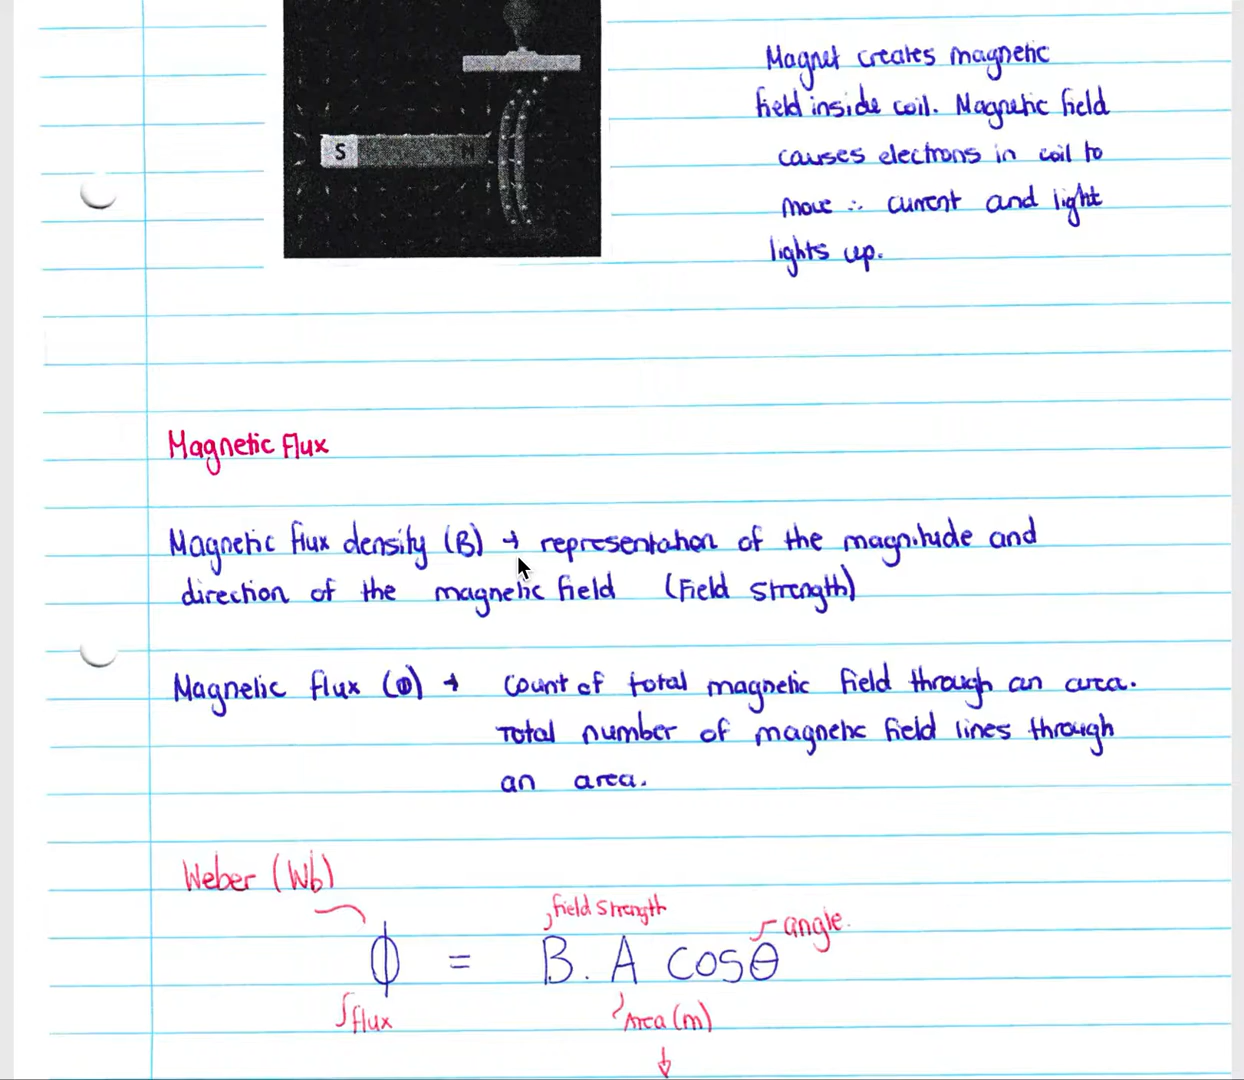 S N
Magnet creates magnetic
field inside coil. Magnetic field
causes electrons in coil to
move ∴ current and light
lights up.
Magnetic Flux
Magnetic flux density (B) → representation of the magnitude and
direction of the magnetic field (Field strength)
Magnetic flux (Φ) → Count of total magnetic field through an area.
Total number of magnetic field lines through
an area.
Weber (Wb)
field strength
angle.
ϕ = B. A cosθ
flux
Area (m)
↓